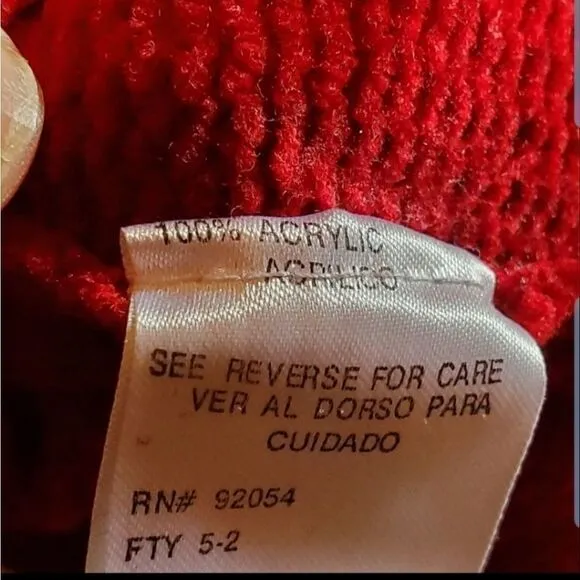 100% ACRYLIC
ACRILICO
SEE REVERSE FOR CARE
VER AL DORSO PARA
CUIDADO
RN# 92054
FTY 5-2